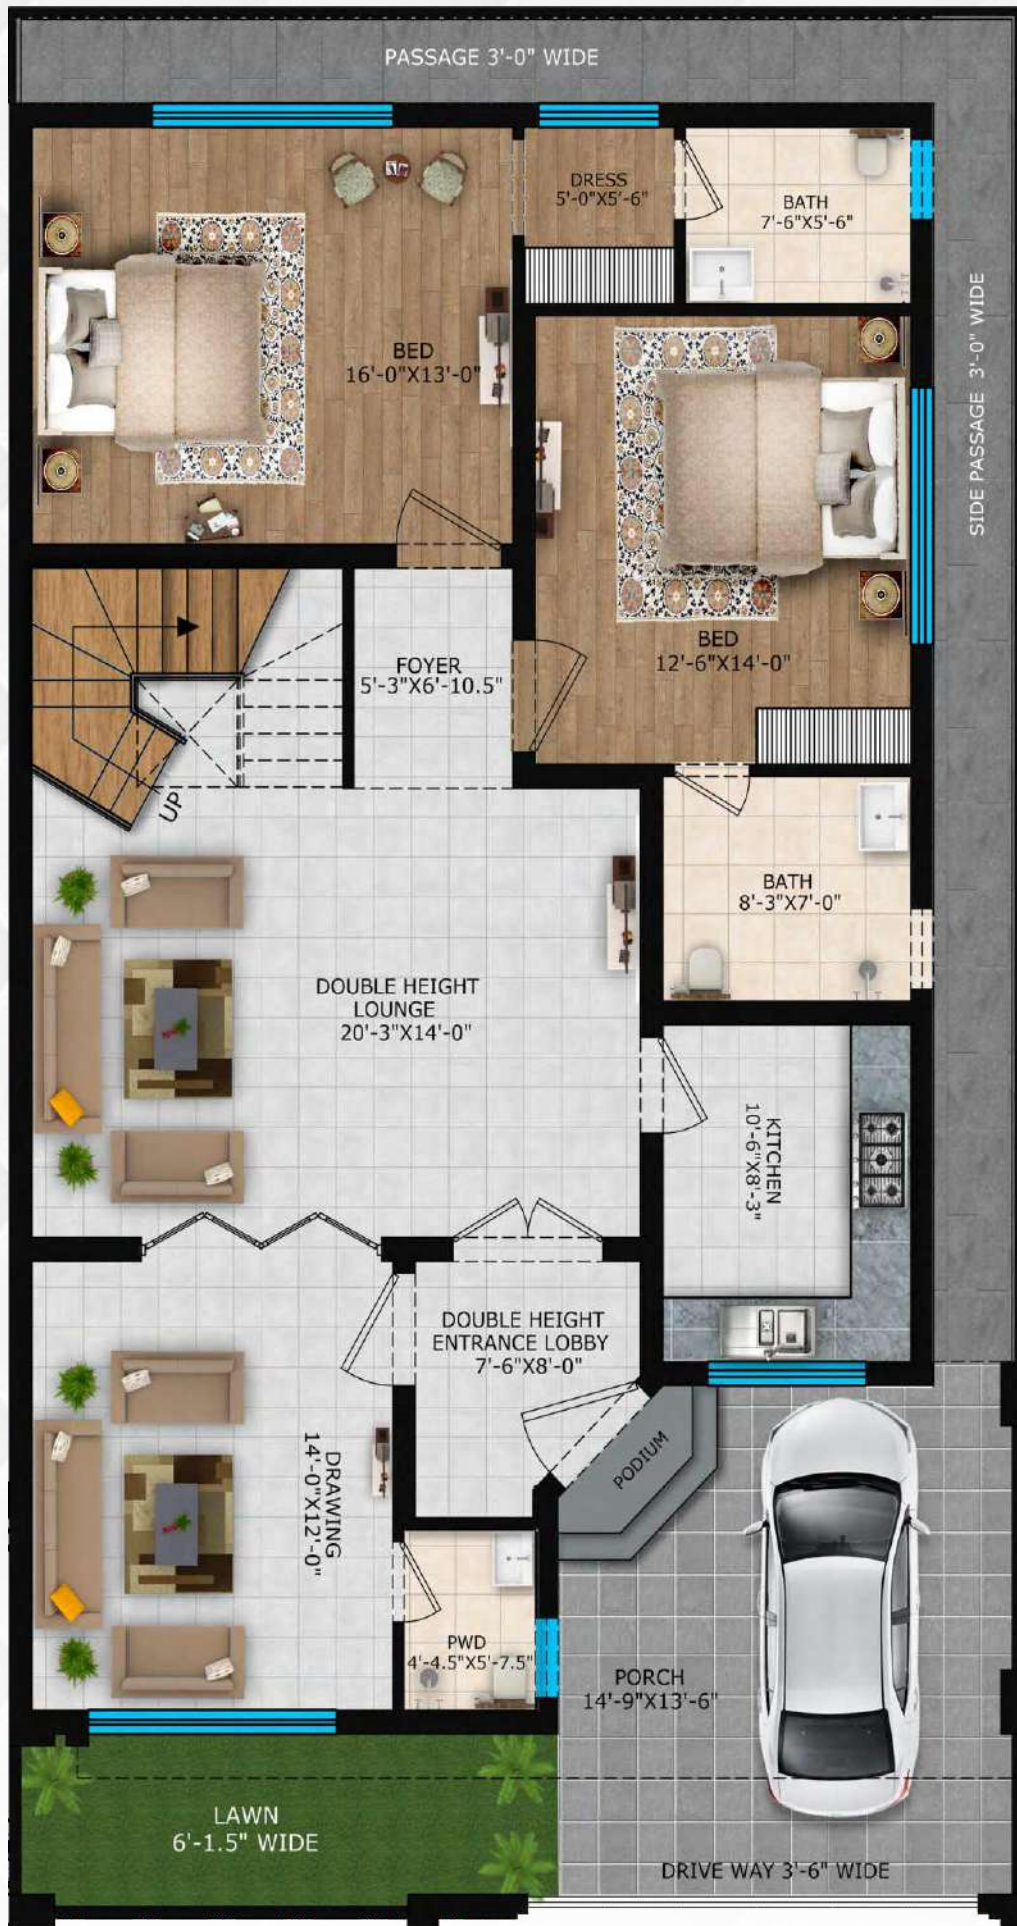 PASSAGE 3'-0" WIDE
DRESS
5'-0"X5'-6"
BATH
7'-6"X5'-6"
BED
16'-0"X13'-0"
SIDE PASSAGE 3'-0" WIDE
BED
12'-6"X14'-0"
FOYER
5'-3"X6'-10.5"
UP
BATH
8'-3"X7'-0"
DOUBLE HEIGHT
LOUNGE
20'-3"X14'-0"
KITCHEN
10'-6"X8'-3"
DOUBLE HEIGHT
ENTRANCE LOBBY
7'-6"X8'-0"
PODIUM
DRAWING
14'-0"X12'-0"
PWD
4'-4.5"X5'-7.5"
PORCH
14'-9"X13'-6"
LAWN
6'-1.5" WIDE
DRIVE WAY 3'-6" WIDE